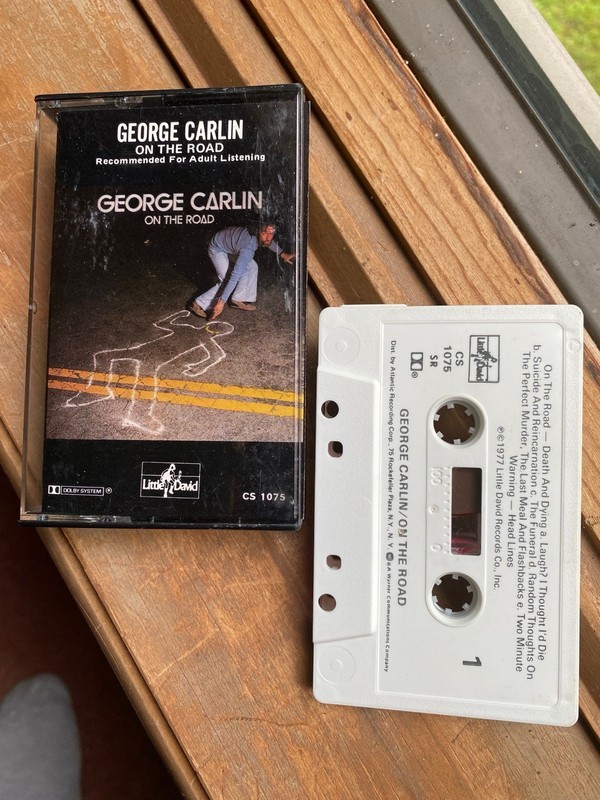 GEORGE CARLIN
ON THE ROAD
Recommended For Adult Listening
GEORGE CARLIN
ON THE ROAD
DOLBY SYSTEM ®
Little David
CS 1075
On The Road — Death And Dying a. Laugh? I Thought I'd Die
b. Suicide And Reincarnation c. The Funeral d. Random Thoughts On
The Perfect Murder, The Last Meal And Flashbacks e. Two Minute
Warning — Head Lines
℗©1977 Little David Records Co., Inc.
Little David
CS
1075
SR
®
100
0
1
GEORGE CARLIN/ON THE ROAD
Dist. by Atlantic Recording Corp., 75 Rockefeller Plaza, N.Y., N.Y. A Warner Communications Company